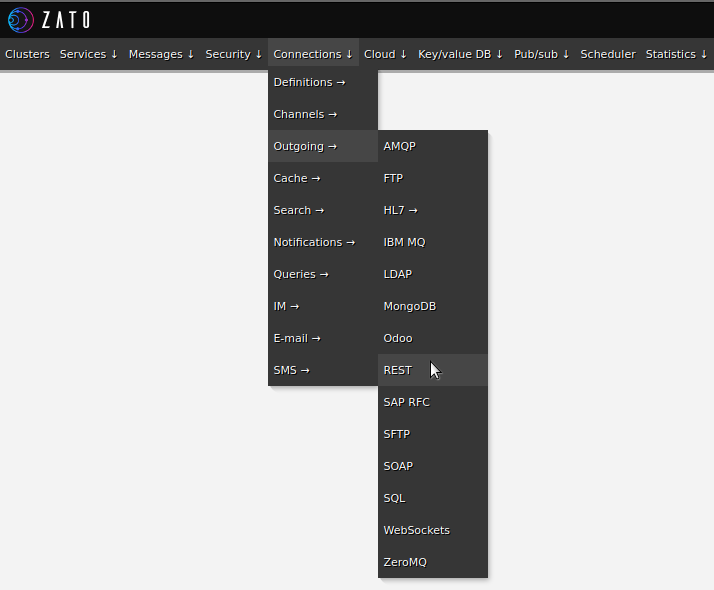 ZATO
Clusters Services ↓ Messages ↓ Security ↓ Connections ↓ Cloud ↓ Key/value DB ↓ Pub/sub ↓ Scheduler Statistics ↓
Definitions →
Channels →
Outgoing →
Cache →
Search →
Notifications →
Queries →
IM →
E-mail →
SMS →
AMQP
FTP
HL7 →
IBM MQ
LDAP
MongoDB
Odoo
REST
SAP RFC
SFTP
SOAP
SQL
WebSockets
ZeroMQ